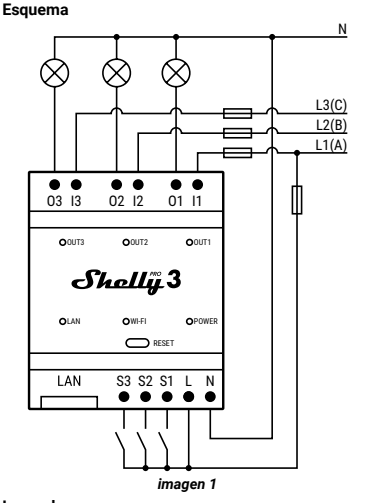 Esquema
N
L3(C)
L2(B)
L1(A)
O3 I3 O2 I2 O1 I1
OUT3 OUT2 OUT1
Shelly PRO 3
LAN WI-FI POWER
RESET
LAN S3 S2 S1 L N
imagen 1